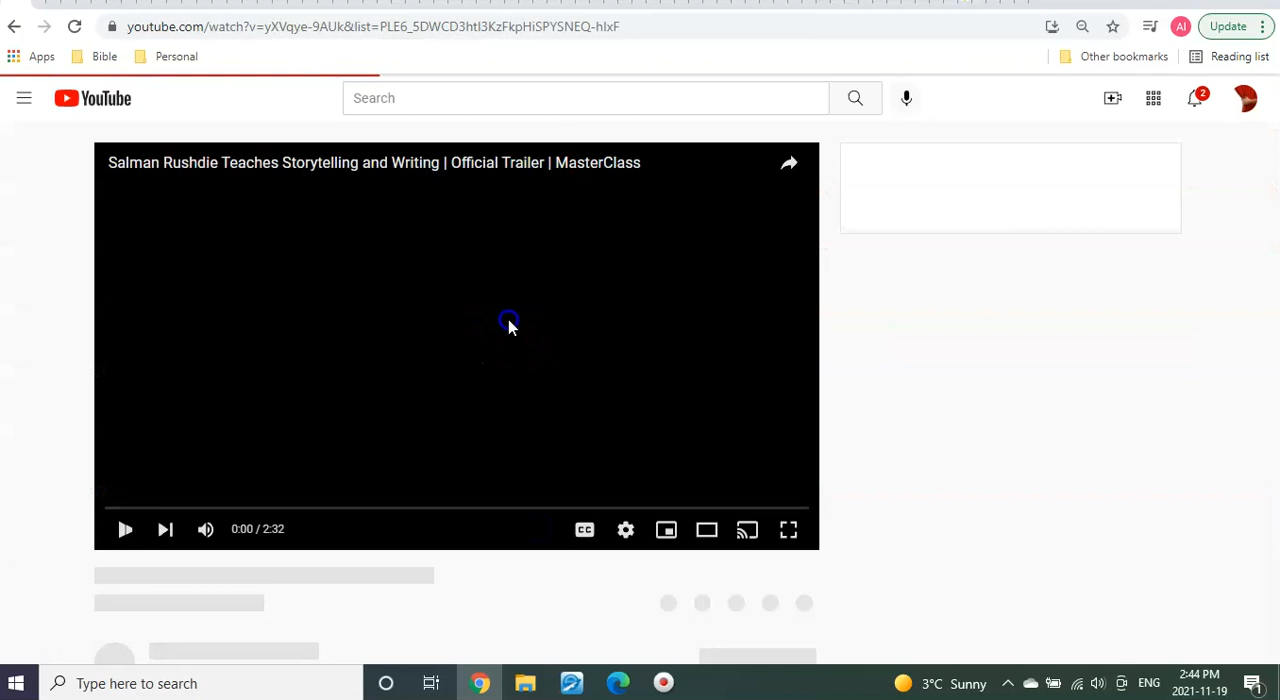 youtube.com/watch?v=yXVqye-9AUk&list=PLE6_5DWCD3htI3KzFkpHiSPYSNEQ-hIxF
AI
Update
Apps
Bible
Personal
Other bookmarks
Reading list
YouTube
Search
2
Salman Rushdie Teaches Storytelling and Writing | Official Trailer | MasterClass
0:00 / 2:32
CC
Type here to search
3°C Sunny
ENG
2:44 PM
2021-11-19
1